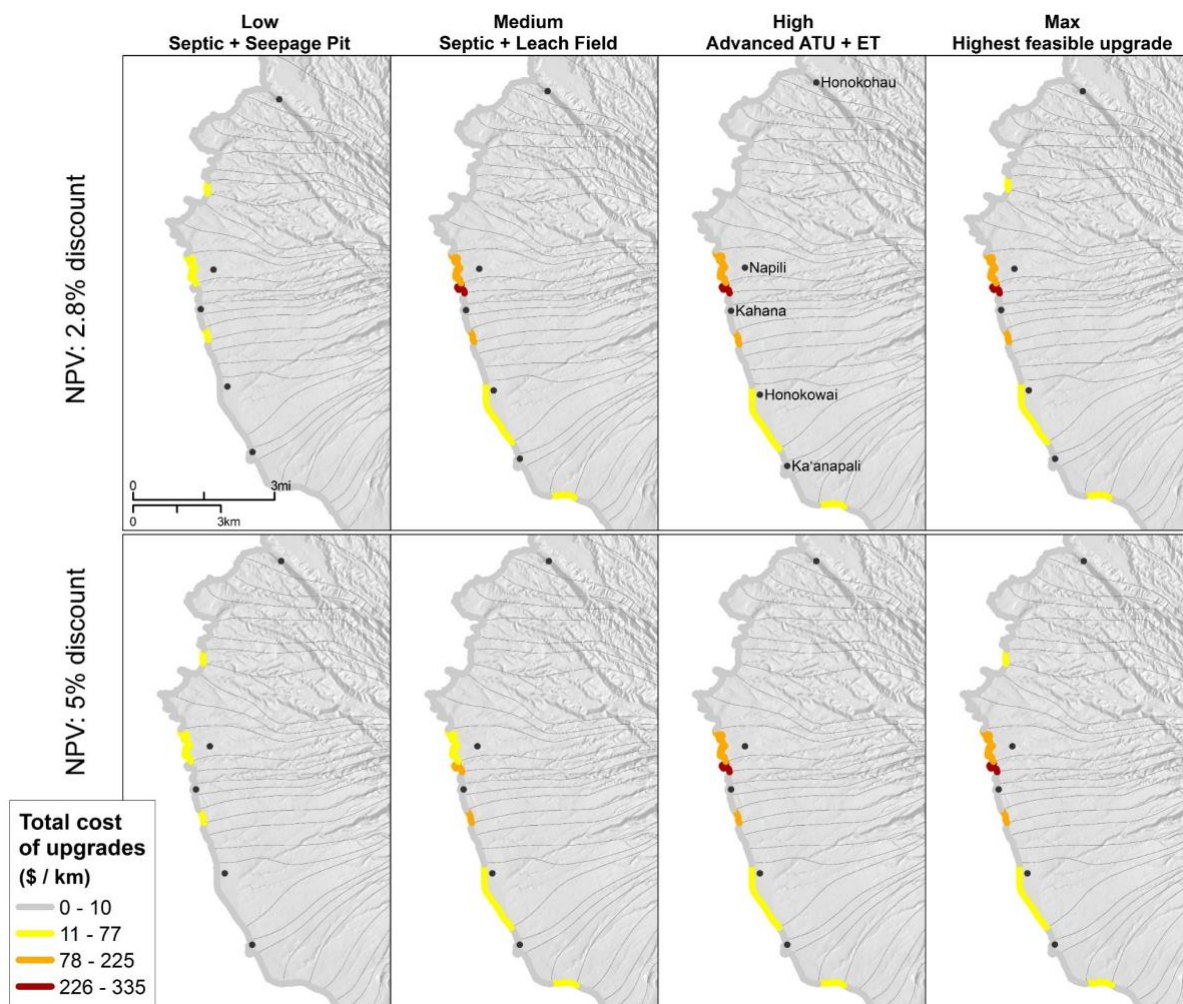 Low
Septic + Seepage Pit
Medium
Septic + Leach Field
High
Advanced ATU + ET
Max
Highest feasible upgrade
NPV: 2.8% discount
Honokohau
Napili
Kahana
Honokowai
Ka'anapali
0
3mi
0
3km
NPV: 5% discount
Total cost
of upgrades
($ / km)
0 - 10
11 - 77
78 - 225
226 - 335